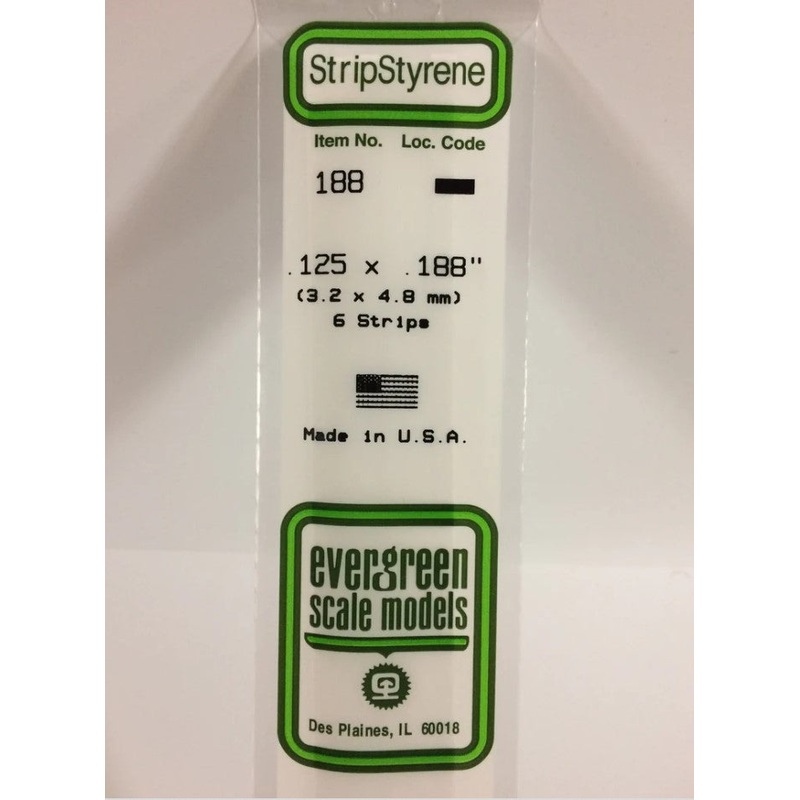 StripStyrene
Item No. Loc. Code
188
.125 x .188"
(3.2 x 4.8 mm)
6 Strips
Made in U.S.A.
evergreen
scale models
Des Plaines, IL 60018